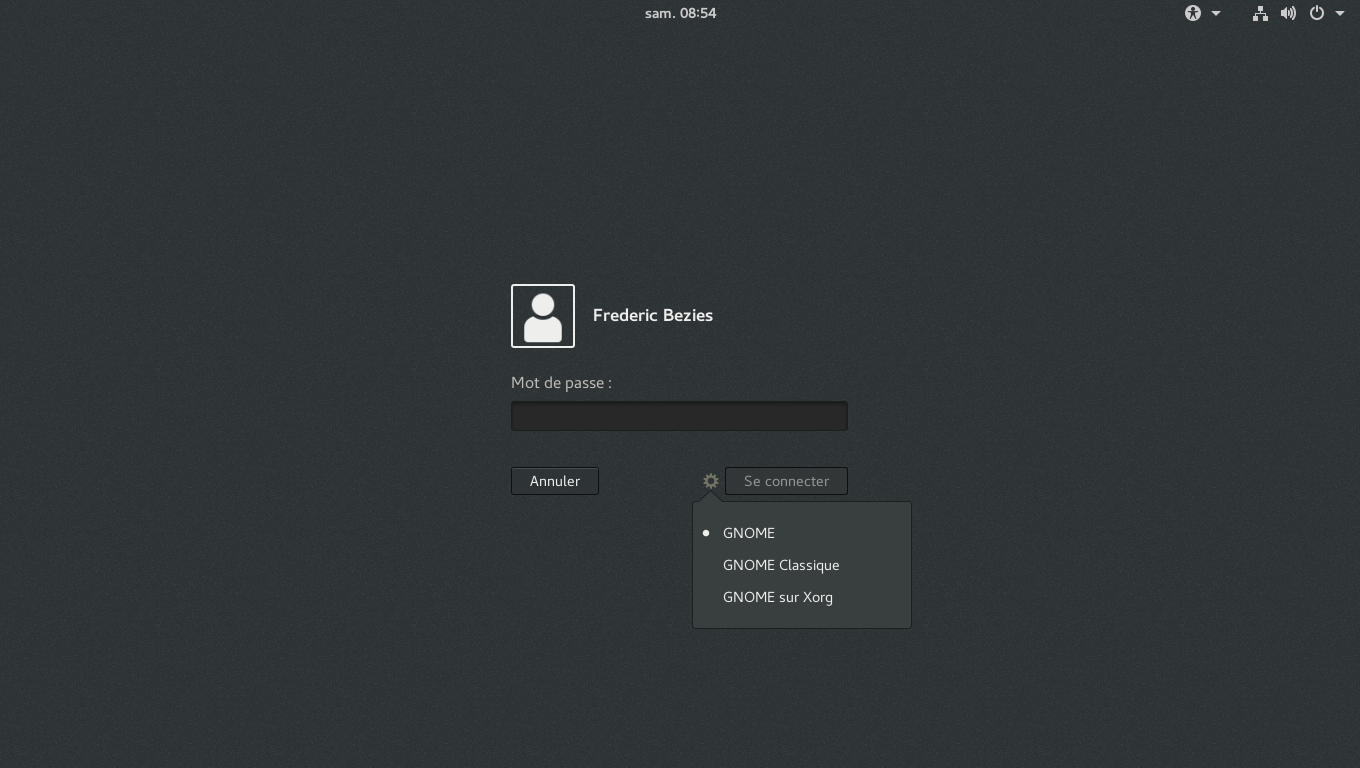 sam. 08:54
Frederic Bezies
Mot de passe :
Annuler
Se connecter
GNOME
GNOME Classique
GNOME sur Xorg